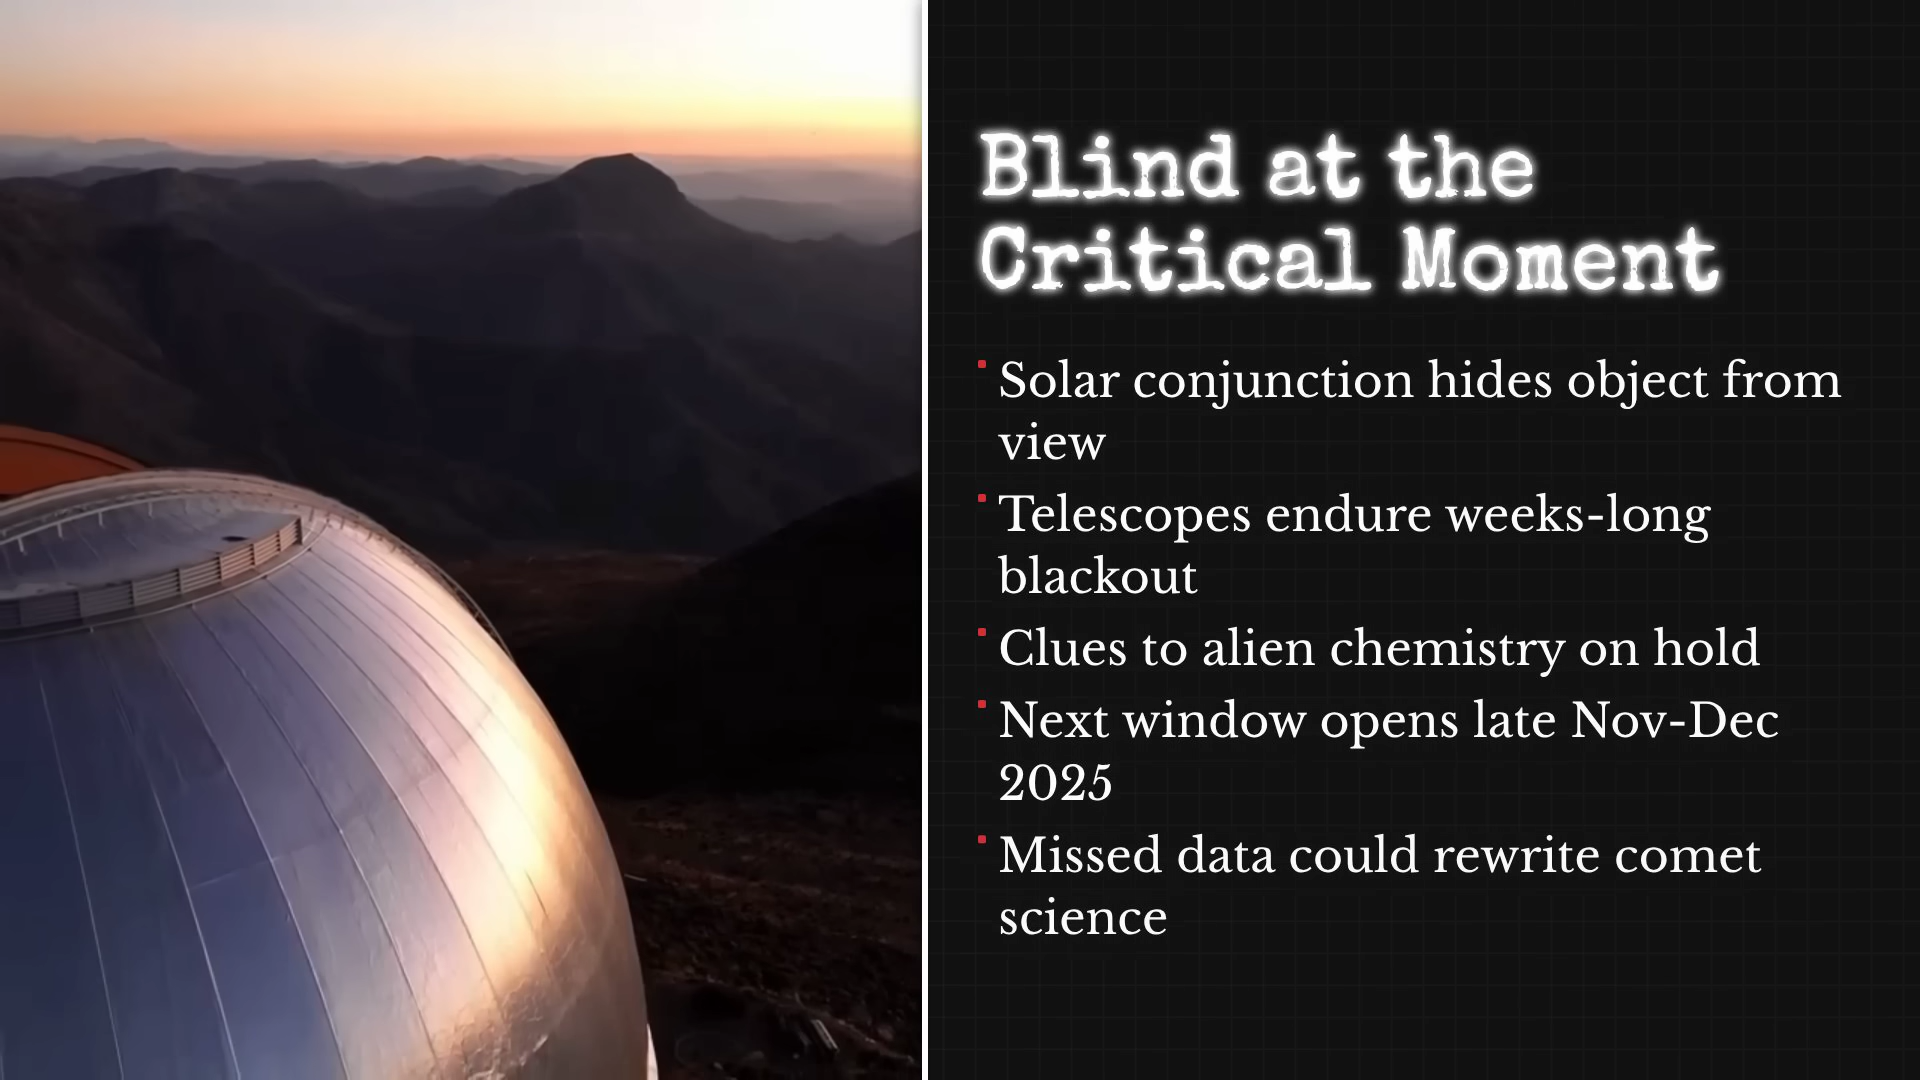 Blind at the
Critical Moment
Solar conjunction hides object from
view
Telescopes endure weeks-long
blackout
Clues to alien chemistry on hold
Next window opens late Nov-Dec
2025
Missed data could rewrite comet
science